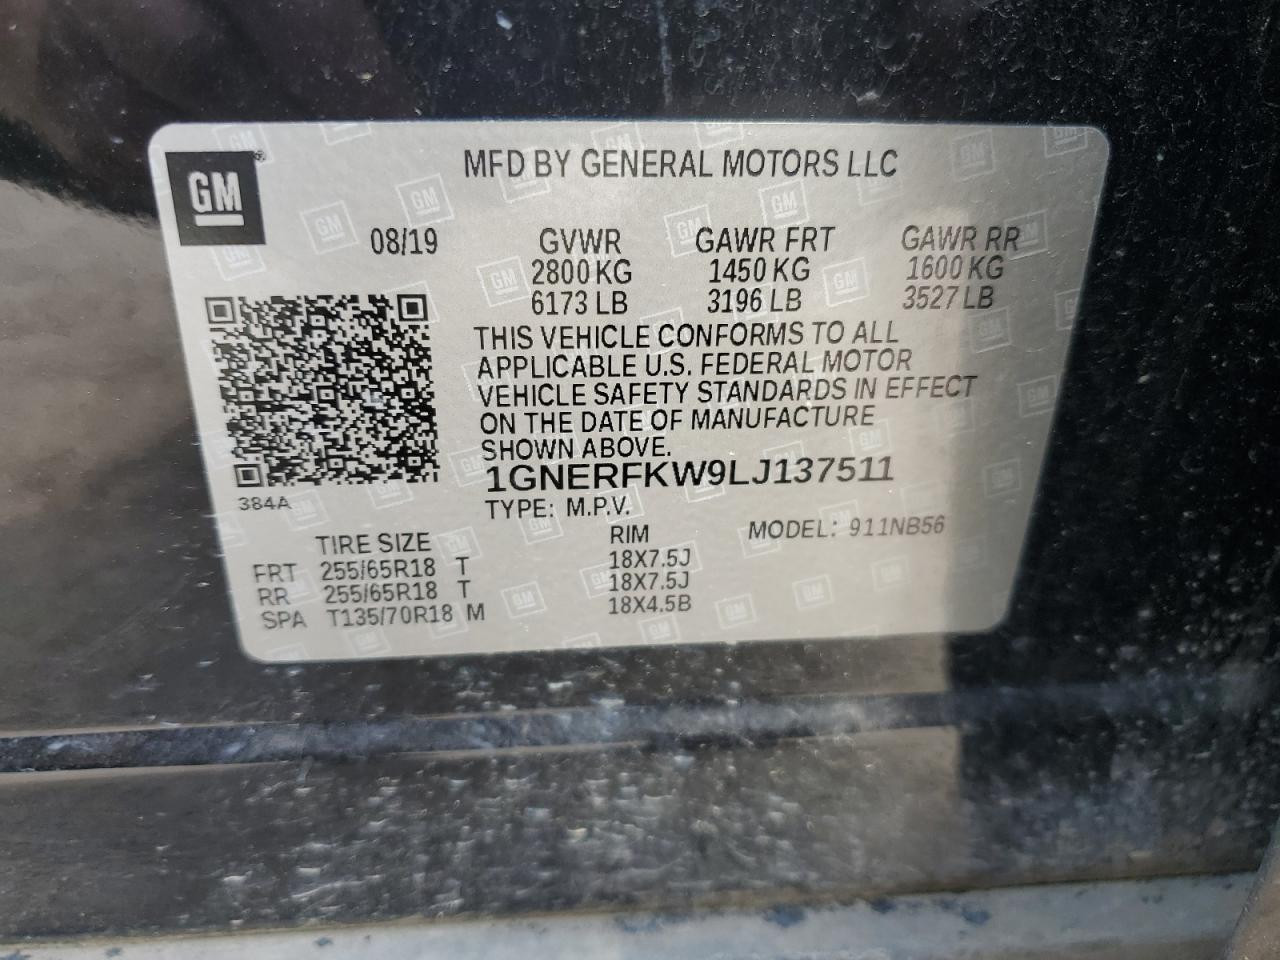 GM
MFD BY GENERAL MOTORS LLC
08/19 GVWR GAWR FRT GAWR RR
2800 KG 1450 KG 1600 KG
6173 LB 3196 LB 3527 LB
THIS VEHICLE CONFORMS TO ALL
APPLICABLE U.S. FEDERAL MOTOR
VEHICLE SAFETY STANDARDS IN EFFECT
ON THE DATE OF MANUFACTURE
SHOWN ABOVE.
1GNERFKW9LJ137511
384A
TYPE: M.P.V.
MODEL: 911NB56
TIRE SIZE RIM
FRT 255/65R18 T 18X7.5J
RR 255/65R18 T 18X7.5J
SPA T135/70R18 M 18X4.5B